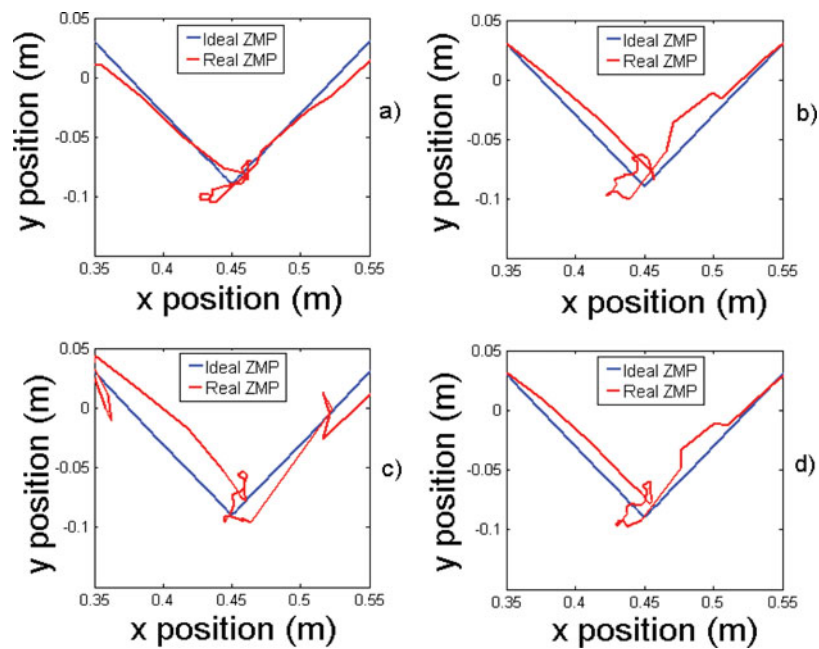 0.05
0
-0.05
-0.1
y position (m)
Ideal ZMP
Real ZMP
a)
0.35 0.4 0.45 0.5 0.55
x position (m)
0.05
0
-0.05
-0.1
y position (m)
Ideal ZMP
Real ZMP
b)
0.35 0.4 0.45 0.5 0.55
x position (m)
0.05
0
-0.05
-0.1
y position (m)
Ideal ZMP
Real ZMP
c)
0.35 0.4 0.45 0.5 0.55
x position (m)
0.05
0
-0.05
-0.1
y position (m)
Ideal ZMP
Real ZMP
d)
0.35 0.4 0.45 0.5 0.55
x position (m)